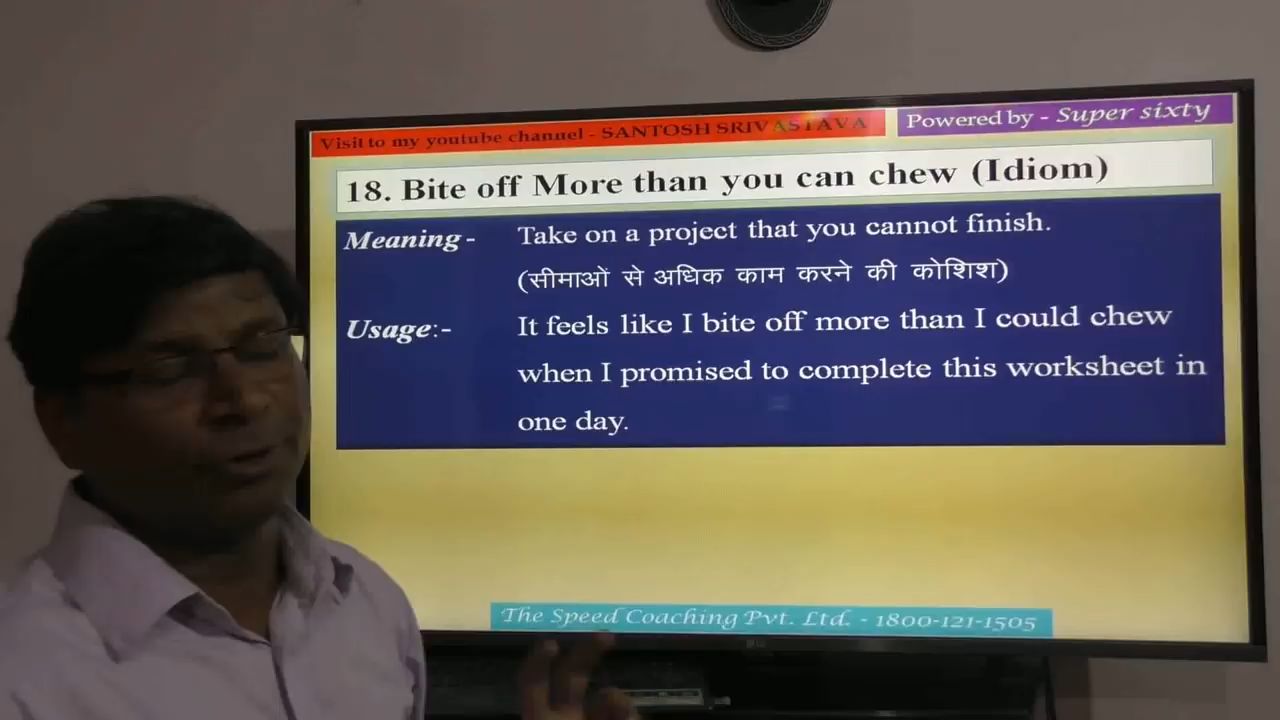 Visit to my youtube channel - SANTOSH SRIVASTAVA
Powered by - Super sixty
18. Bite off More than you can chew (Idiom)
Meaning - Take on a project that you cannot finish.
(सीमाओं से अधिक काम करने की कोशिश)
Usage:- It feels like I bite off more than I could chew
when I promised to complete this worksheet in
one day.
The Speed Coaching Pvt. Ltd. - 1800-121-1505
LG